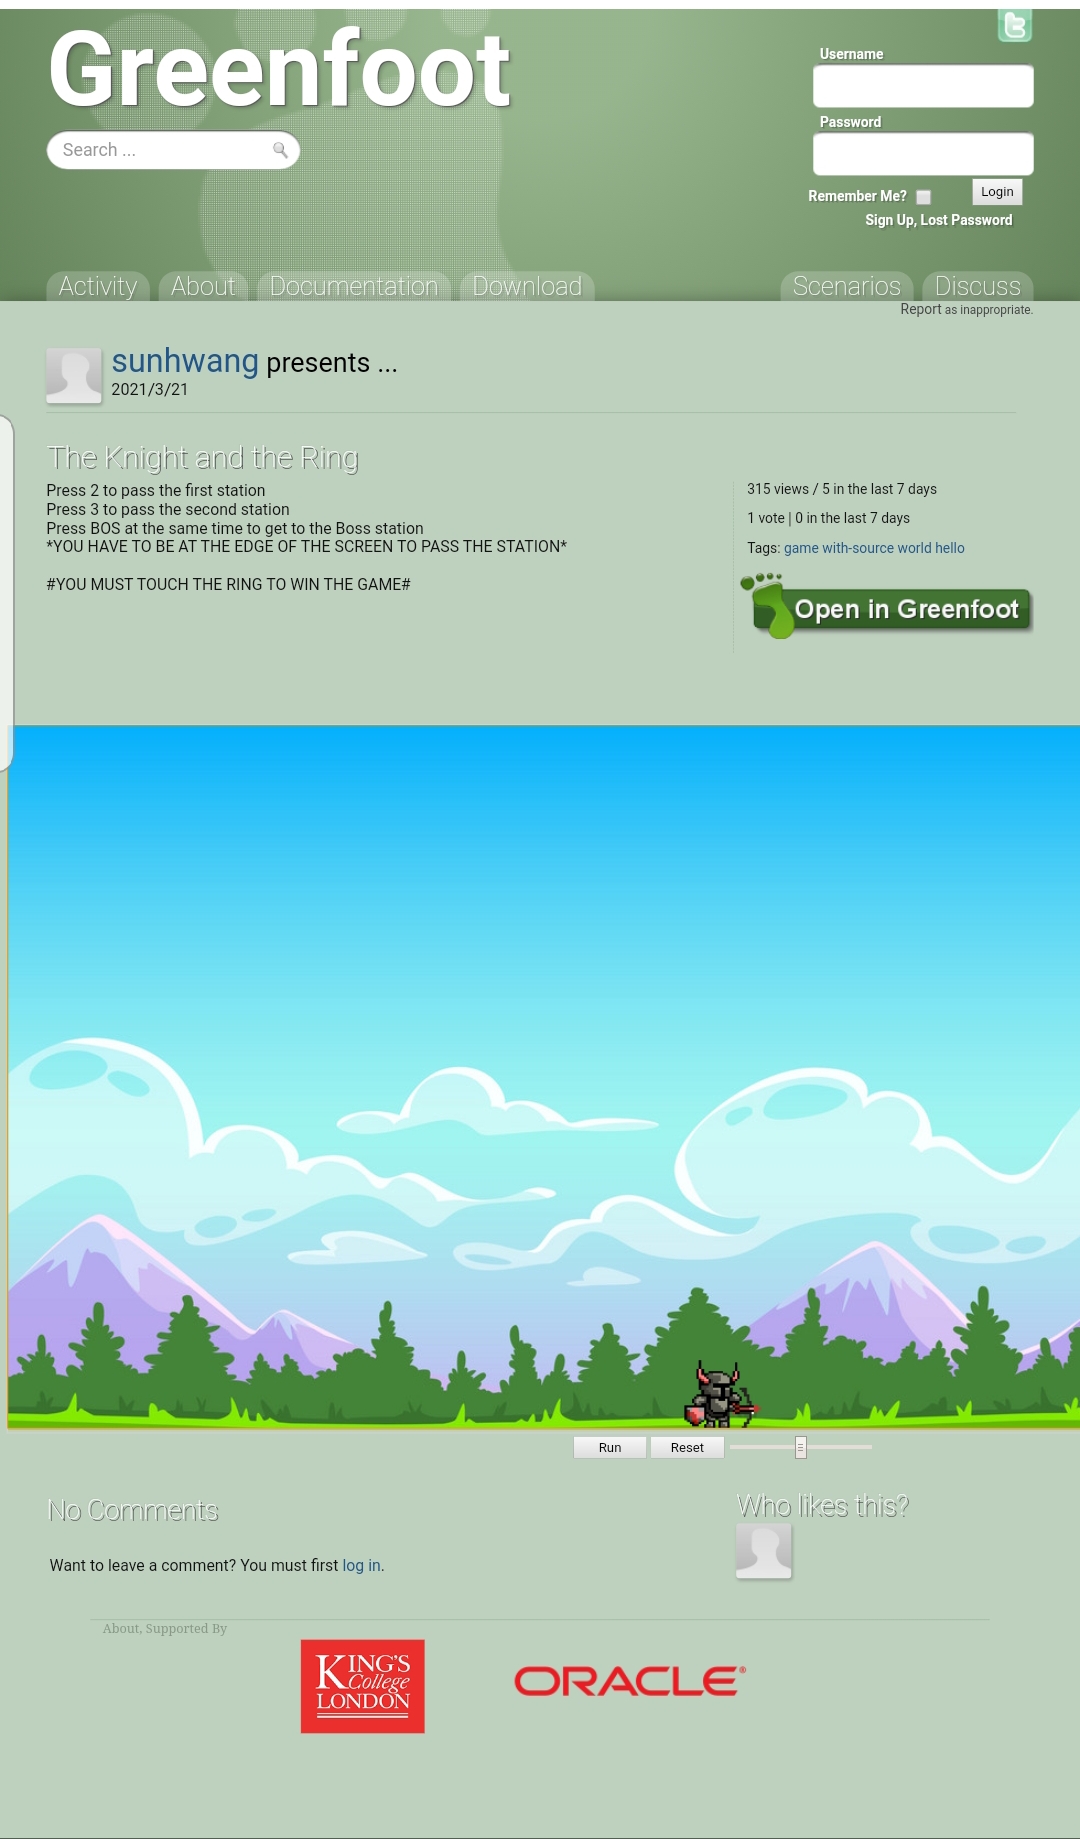 Greenfoot
Username
Search ...
Password
Remember Me?
Login
Sign Up, Lost Password
Activity
About
Documentation
Download
Scenarios
Discuss
Report as inappropriate.
sunhwang presents ...
2021/3/21
The Knight and the Ring
Press 2 to pass the first station
Press 3 to pass the second station
Press BOS at the same time to get to the Boss station
*YOU HAVE TO BE AT THE EDGE OF THE SCREEN TO PASS THE STATION*
#YOU MUST TOUCH THE RING TO WIN THE GAME#
315 views / 5 in the last 7 days
1 vote | 0 in the last 7 days
Tags: game with-source world hello
Open in Greenfoot
Run
Reset
No Comments
Want to leave a comment? You must first log in.
Who likes this?
About, Supported By
KING'S
College
LONDON
ORACLE®